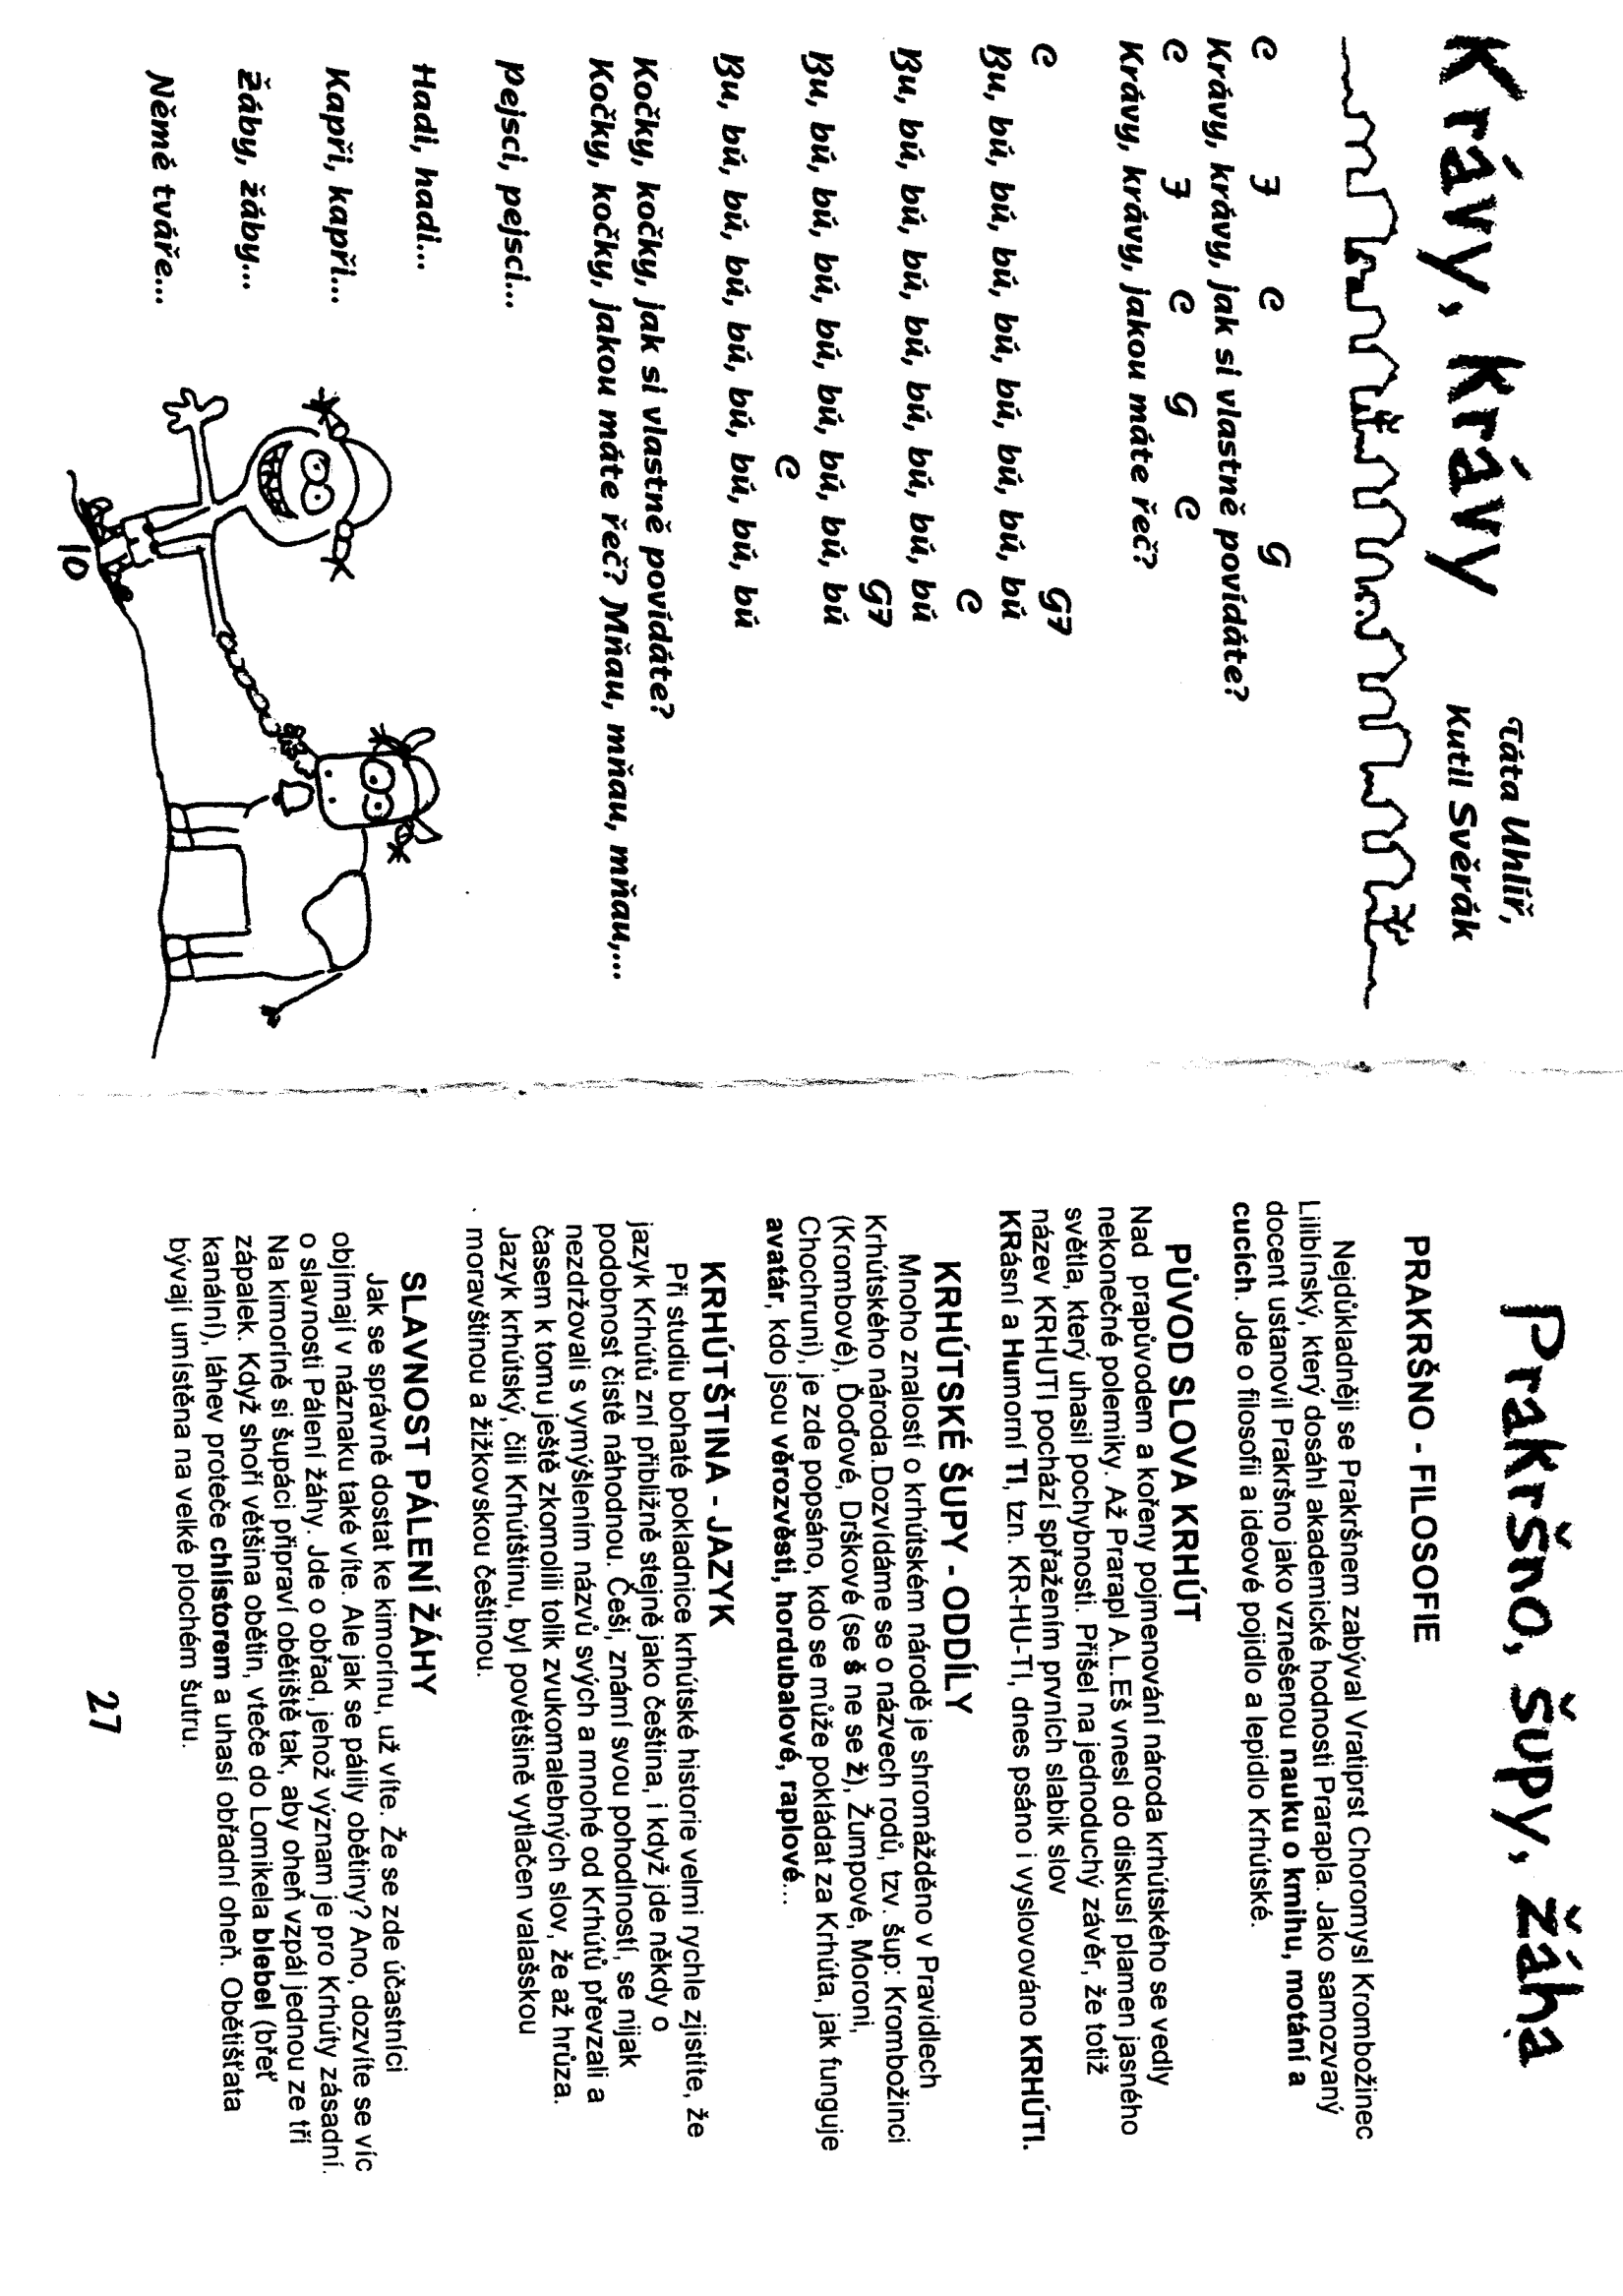 Krávy, krávy
Táta Uhlíř,
Kutil Svěrák
C F C G
Krávy, krávy, jak si vlastně povídáte?
C F C G C
Krávy, krávy, jakou máte řeč?
C G7
Bu, bú, bú, bú, bú, bú, bú, bú, bú
C
Bu, bú, bú, bú, bú, bú, bú, bú, bú
G7
Bu, bú, bú, bú, bú, bú, bú, bú, bú
C
Bu, bú, bú, bú, bú, bú, bú, bú, bú
Kočky, kočky, jak si vlastně povídáte?
Kočky, kočky, jakou máte řeč? Mňau, mňau, mňau,...
Pejsci, pejsci...
Hadi, hadi...
Kapři, kapři...
Žáby, žáby...
Němé tváře...
10
Prakršno, šupy, žáha
PRAKRŠNO - FILOSOFIE
Nejdůkladněji se Prakršnem zabýval Vratiprst Choromysl Krombožinec
Lilibínský, který dosáhl akademické hodnosti Prarapla. Jako samozvaný
docent ustanovil Prakršno jako vznešenou nauku o kmihu, motání a
cucích. Jde o filosofii a ideové pojidlo a lepidlo Krhútské.
PŮVOD SLOVA KRHÚT
Nad prapůvodem a kořeny pojmenování národa krhútského se vedly
nekonečné polemiky. Až Prarapl A.L.Eš vnesl do diskusí plamen jasného
světla, který uhasil pochybnosti. Přišel na jednoduchý závěr, že totiž
název KRHUTI pochází spřažením prvních slabik slov
KRásní a Humorní TI, tzn. KR-HU-TI, dnes psáno i vyslovováno KRHÚTI.
KRHÚTSKÉ ŠUPY - ODDÍLY
Mnoho znalostí o krhútském národě je shromážděno v Pravidlech
Krhútského národa.Dozvídáme se o názvech rodů, tzv. šup: Krombožinci
(Krombové), Ďoďové, Drškové (se š ne se ž), Žumpové, Moroni,
Chochruni), je zde popsáno, kdo se může pokládat za Krhúta, jak funguje
avatár, kdo jsou věrozvěsti, hordubalové, raplové...
KRHÚTŠTINA - JAZYK
Při studiu bohaté pokladnice krhútské historie velmi rychle zjistíte, že
jazyk Krhútů zní přibližně stejně jako čeština, i když jde někdy o
podobnost čistě náhodnou. Češi, známí svou pohodlností, se nijak
nezdržovali s vymýšlením názvů svých a mnohé od Krhútů převzali a
časem k tomu ještě zkomolili tolik zvukomalebných slov, že až hrůza.
Jazyk krhútský, čili Krhútštinu, byl povětšině vytlačen valašskou
moravštinou a žižkovskou češtinou.
SLAVNOST PÁLENÍ ŽÁHY
Jak se správně dostat ke kimorínu, už víte. Že se zde účastníci
objímají v náznaku také víte. Ale jak se pálily obětiny? Ano, dozvíte se víc
o slavnosti Pálení žáhy. Jde o obřad, jehož význam je pro Krhúty zásadní.
Na kimoríně si šupáci připraví obětiště tak, aby oheň vzpál jednou ze tří
zápalek. Když shoří většina obětin, vteče do Lomikela blebel (břeť
kanální), láhev proteče chlístorem a uhasí obřadní oheň. Obětišťata
bývají umístěna na velké plochém šutru.
27